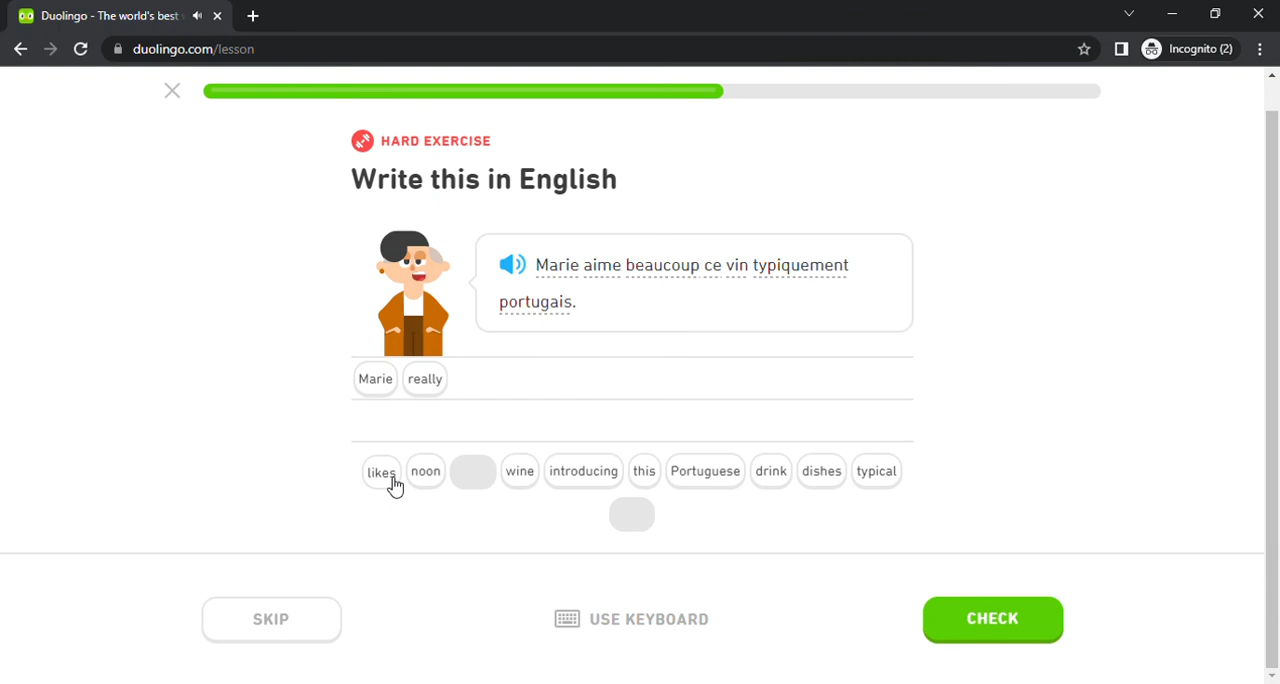 Duolingo - The world's best
duolingo.com/lesson
Incognito (2)
HARD EXERCISE
Write this in English
Marie aime beaucoup ce vin typiquement
portugais.
Marie really
likes noon wine introducing this Portuguese drink dishes typical
SKIP USE KEYBOARD CHECK